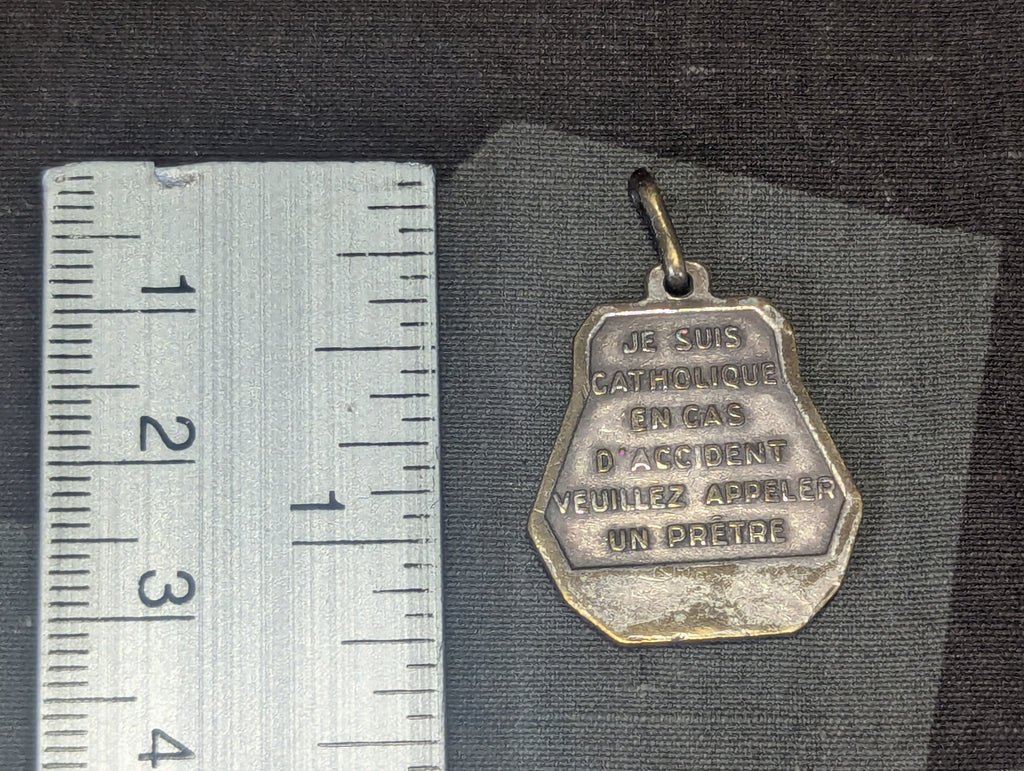 1
2
3
4
1
JE SUIS
CATHOLIQUE
EN CAS
D'ACCIDENT
VEUILLEZ APPELER
UN PRÊTRE